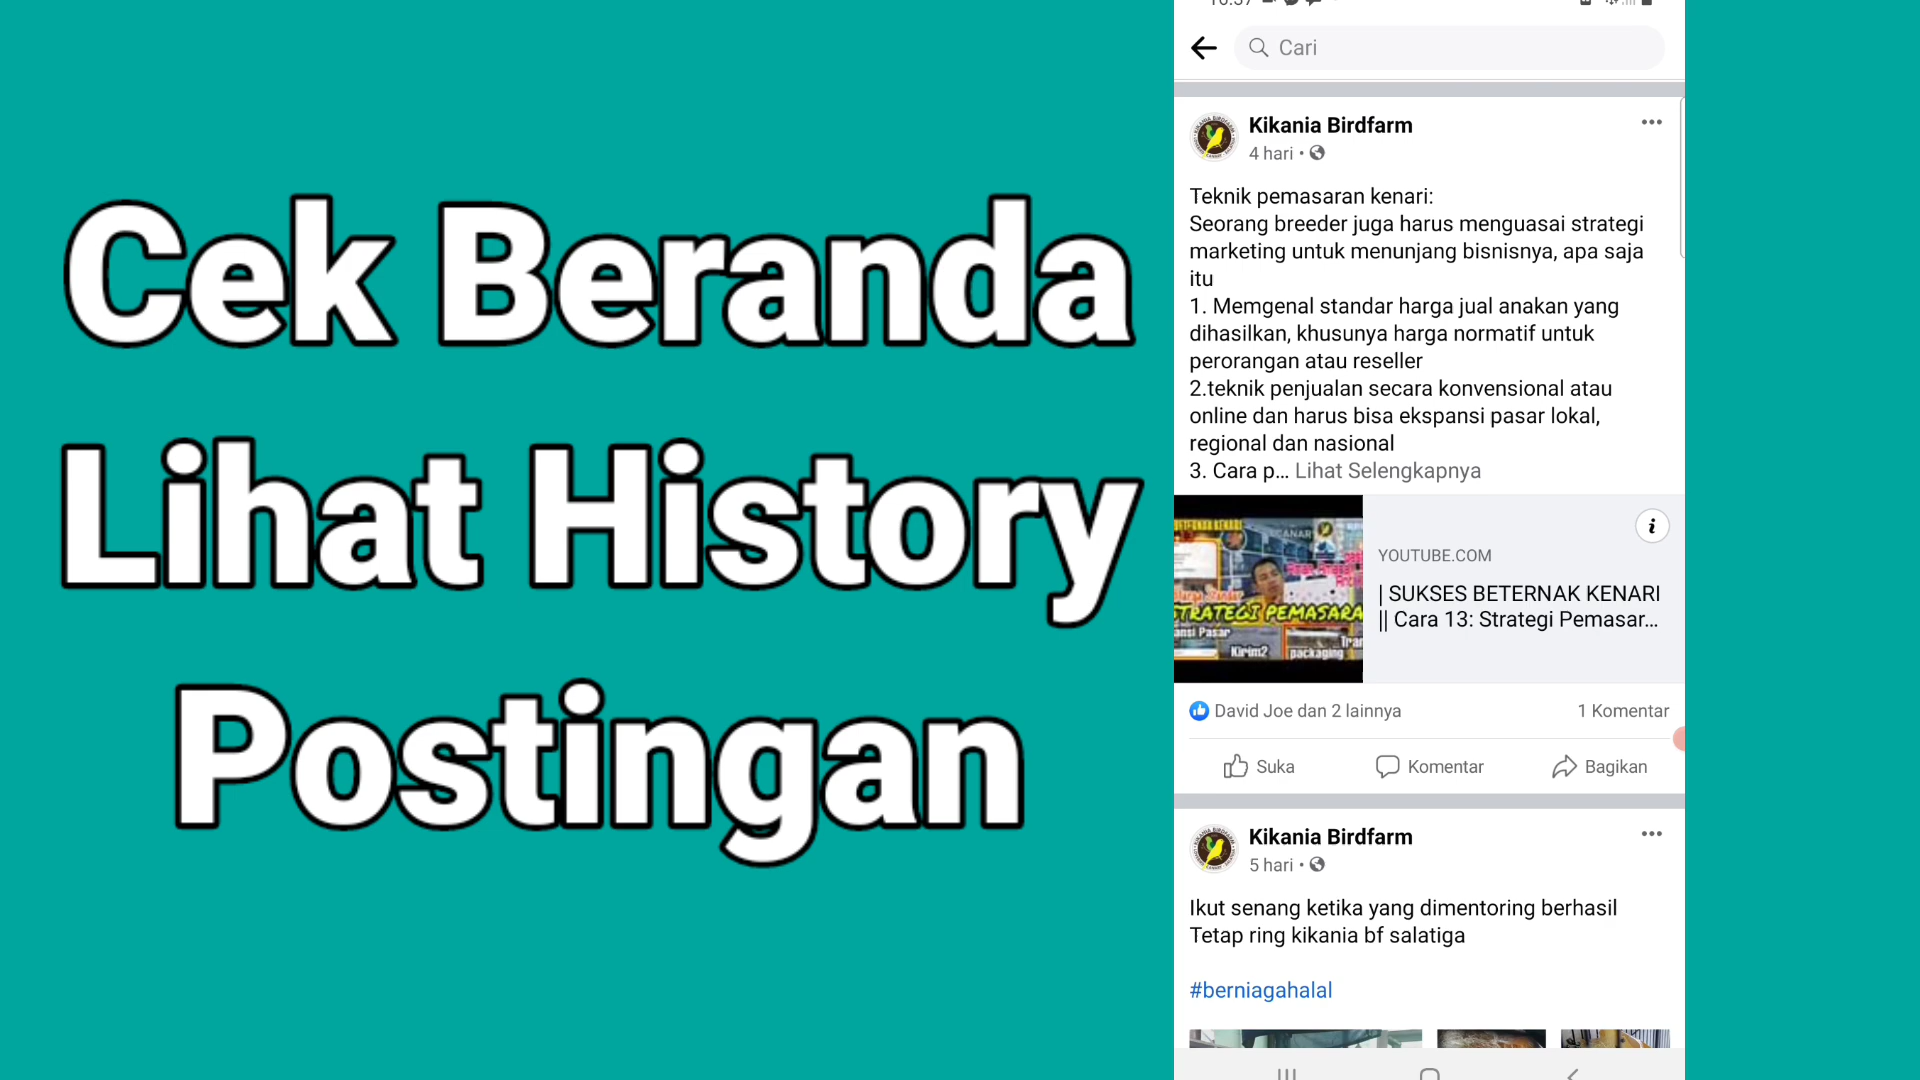 Cek Beranda
Lihat History
Postingan
Cari
Kikania Birdfarm
4 hari •
Teknik pemasaran kenari:
Seorang breeder juga harus menguasai strategi
marketing untuk menunjang bisnisnya, apa saja
itu
1. Memgenal standar harga jual anakan yang
dihasilkan, khusunya harga normatif untuk
perorangan atau reseller
2.teknik penjualan secara konvensional atau
online dan harus bisa ekspansi pasar lokal,
regional dan nasional
3. Cara p... Lihat Selengkapnya
STRATEGI PEMASARA
Kirim2
packaging
YOUTUBE.COM
| SUKSES BETERNAK KENARI
|| Cara 13: Strategi Pemasar...
David Joe dan 2 lainnya
1 Komentar
Suka
Komentar
Bagikan
Kikania Birdfarm
5 hari •
Ikut senang ketika yang dimentoring berhasil
Tetap ring kikania bf salatiga
#berniagahalal